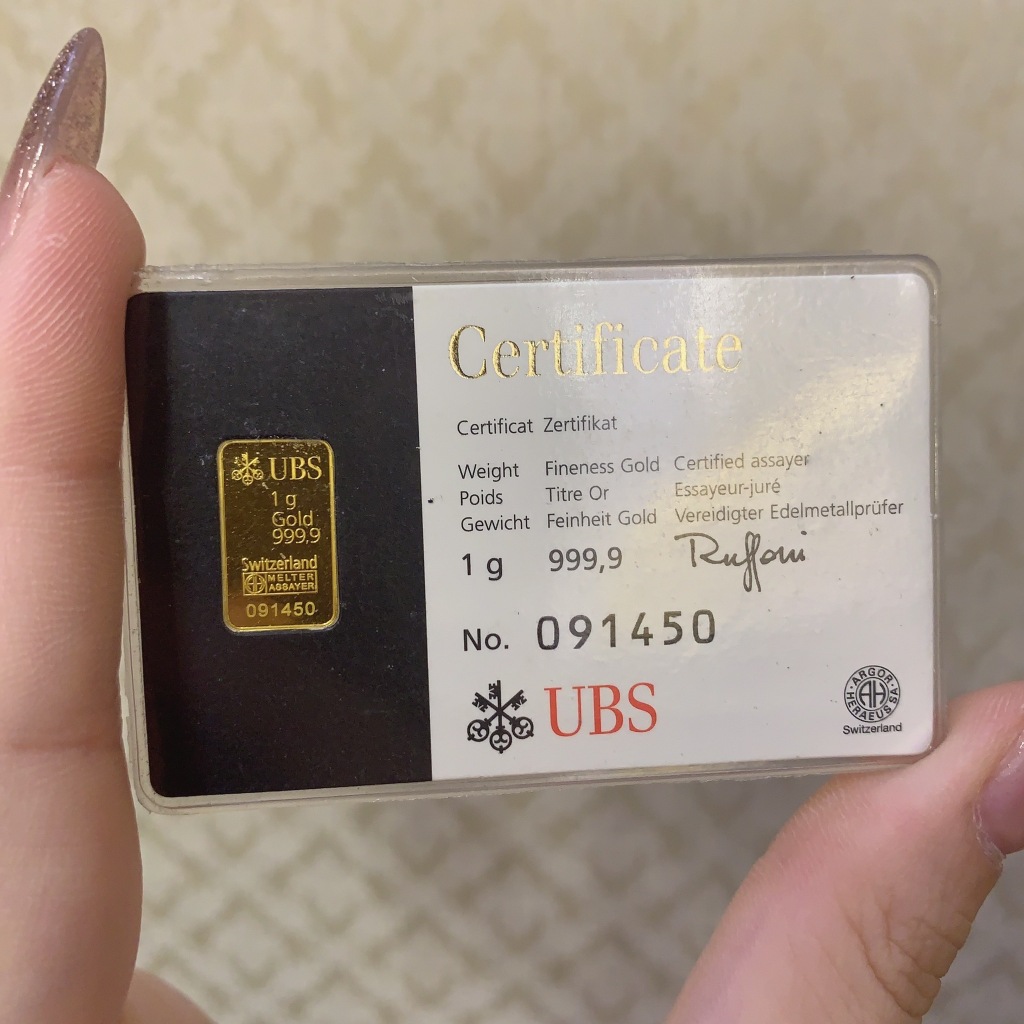 UBS
1 g
Gold
999,9
Switzerland
MELTER
ASSAYER
091450
Certificate
Certificat Zertifikat
Weight Fineness Gold Certified assayer
Poids Titre Or Essayeur-juré
Gewicht Feinheit Gold Vereidigter Edelmetallprüfer
1 g 999,9 Ruffoni
No. 091450
UBS
ARGOR
HERAEUS SA
AH
Switzerland